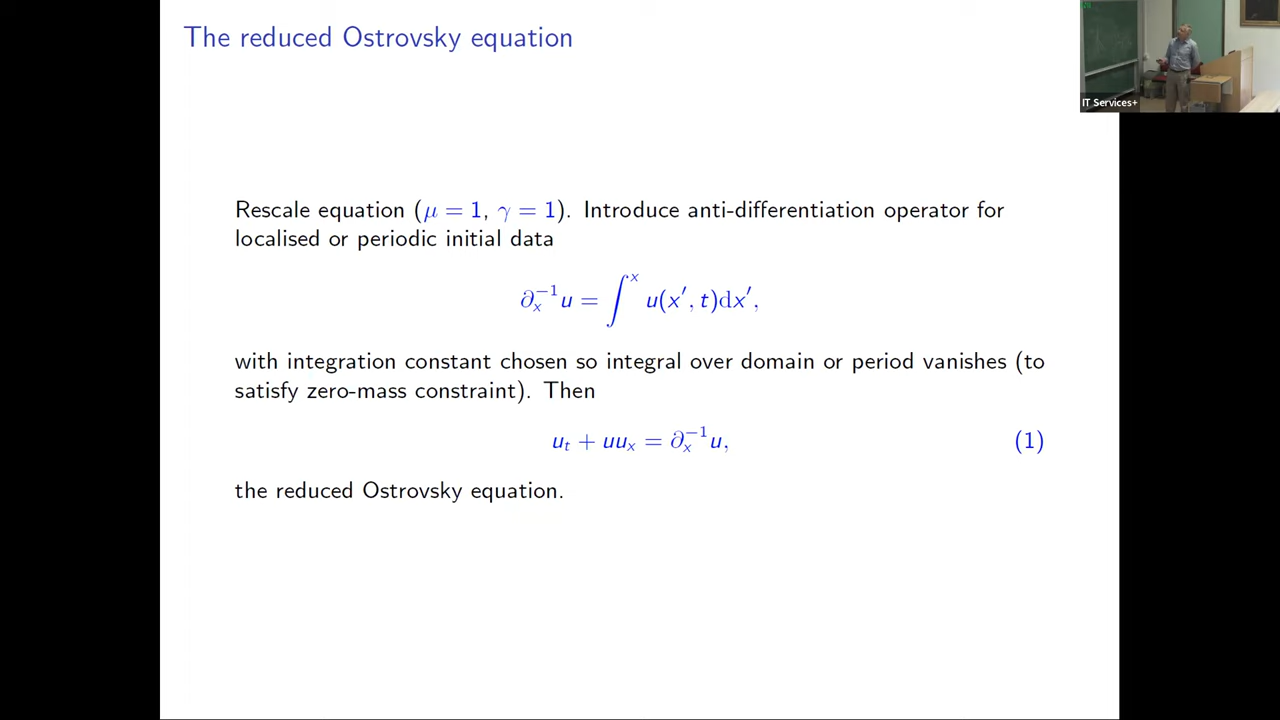 The reduced Ostrovsky equation
IT Services+
Rescale equation (μ = 1, γ = 1). Introduce anti-differentiation operator for
localised or periodic initial data
∂ₓ⁻¹u = ∫ˣ u(x′, t)dx′,
with integration constant chosen so integral over domain or period vanishes (to
satisfy zero-mass constraint). Then
uₜ + uuₓ = ∂ₓ⁻¹u, (1)
the reduced Ostrovsky equation.